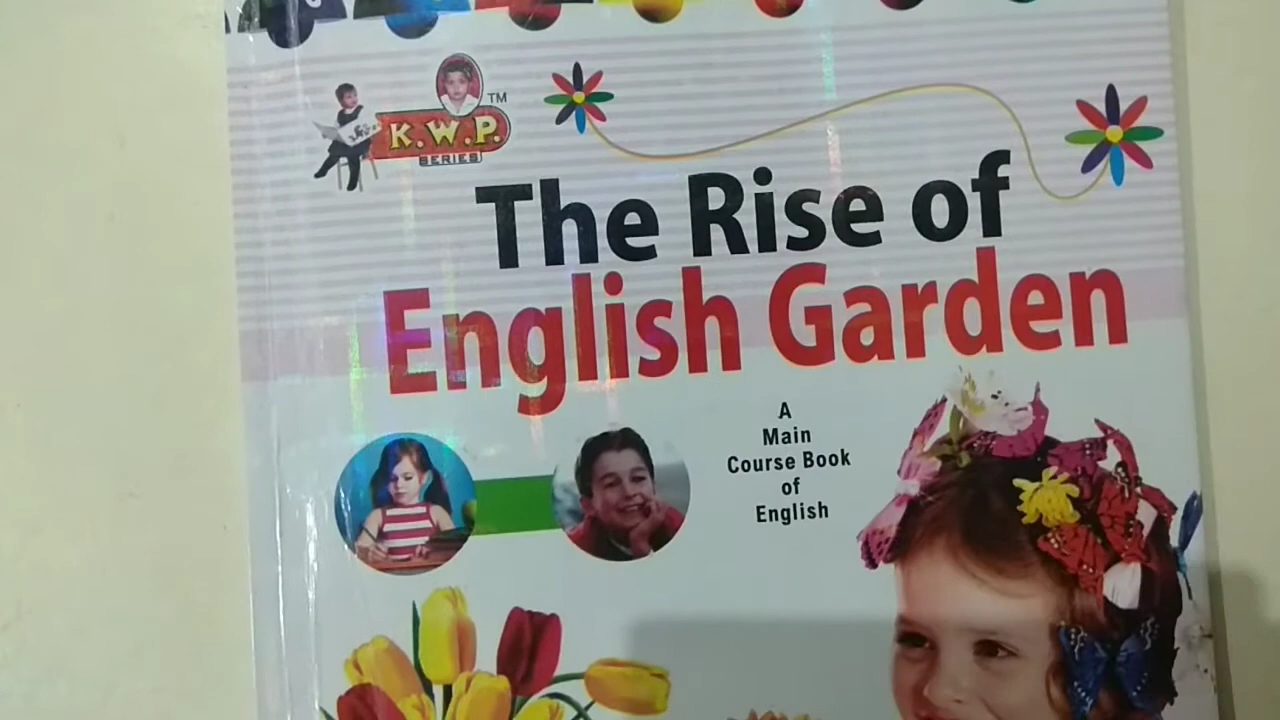 K.W.P. TM
SERIES
The Rise of
English Garden
A
Main
Course Book
of
English